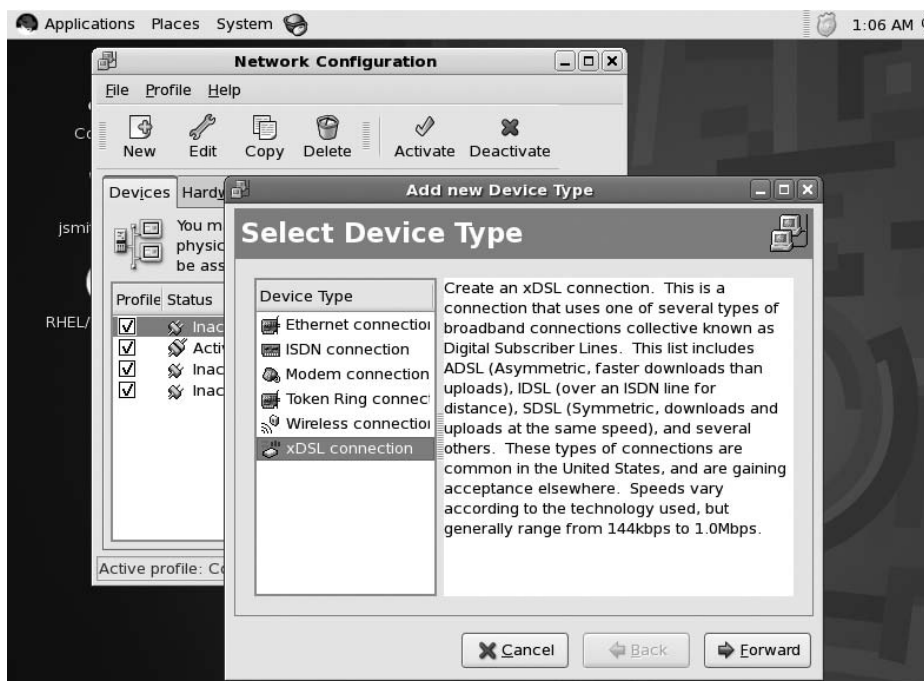 Applications Places System
1:06 AM
Network Configuration
File Profile Help
New Edit Copy Delete Activate Deactivate
Devices
Add new Device Type
Select Device Type
Profile Status
Device Type
Ethernet connection
ISDN connection
Modem connection
Token Ring connec
Wireless connection
xDSL connection
Create an xDSL connection. This is a
connection that uses one of several types of
broadband connections collective known as
Digital Subscriber Lines. This list includes
ADSL (Asymmetric, faster downloads than
uploads), IDSL (over an ISDN line for
distance), SDSL (Symmetric, downloads and
uploads at the same speed), and several
others. These types of connections are
common in the United States, and are gaining
acceptance elsewhere. Speeds vary
according to the technology used, but
generally range from 144kbps to 1.0Mbps.
You m
physic
be ass
Inac
Activ
Inac
Inac
jsmi
RHEL/
Active profile: Co
Cancel Back Forward